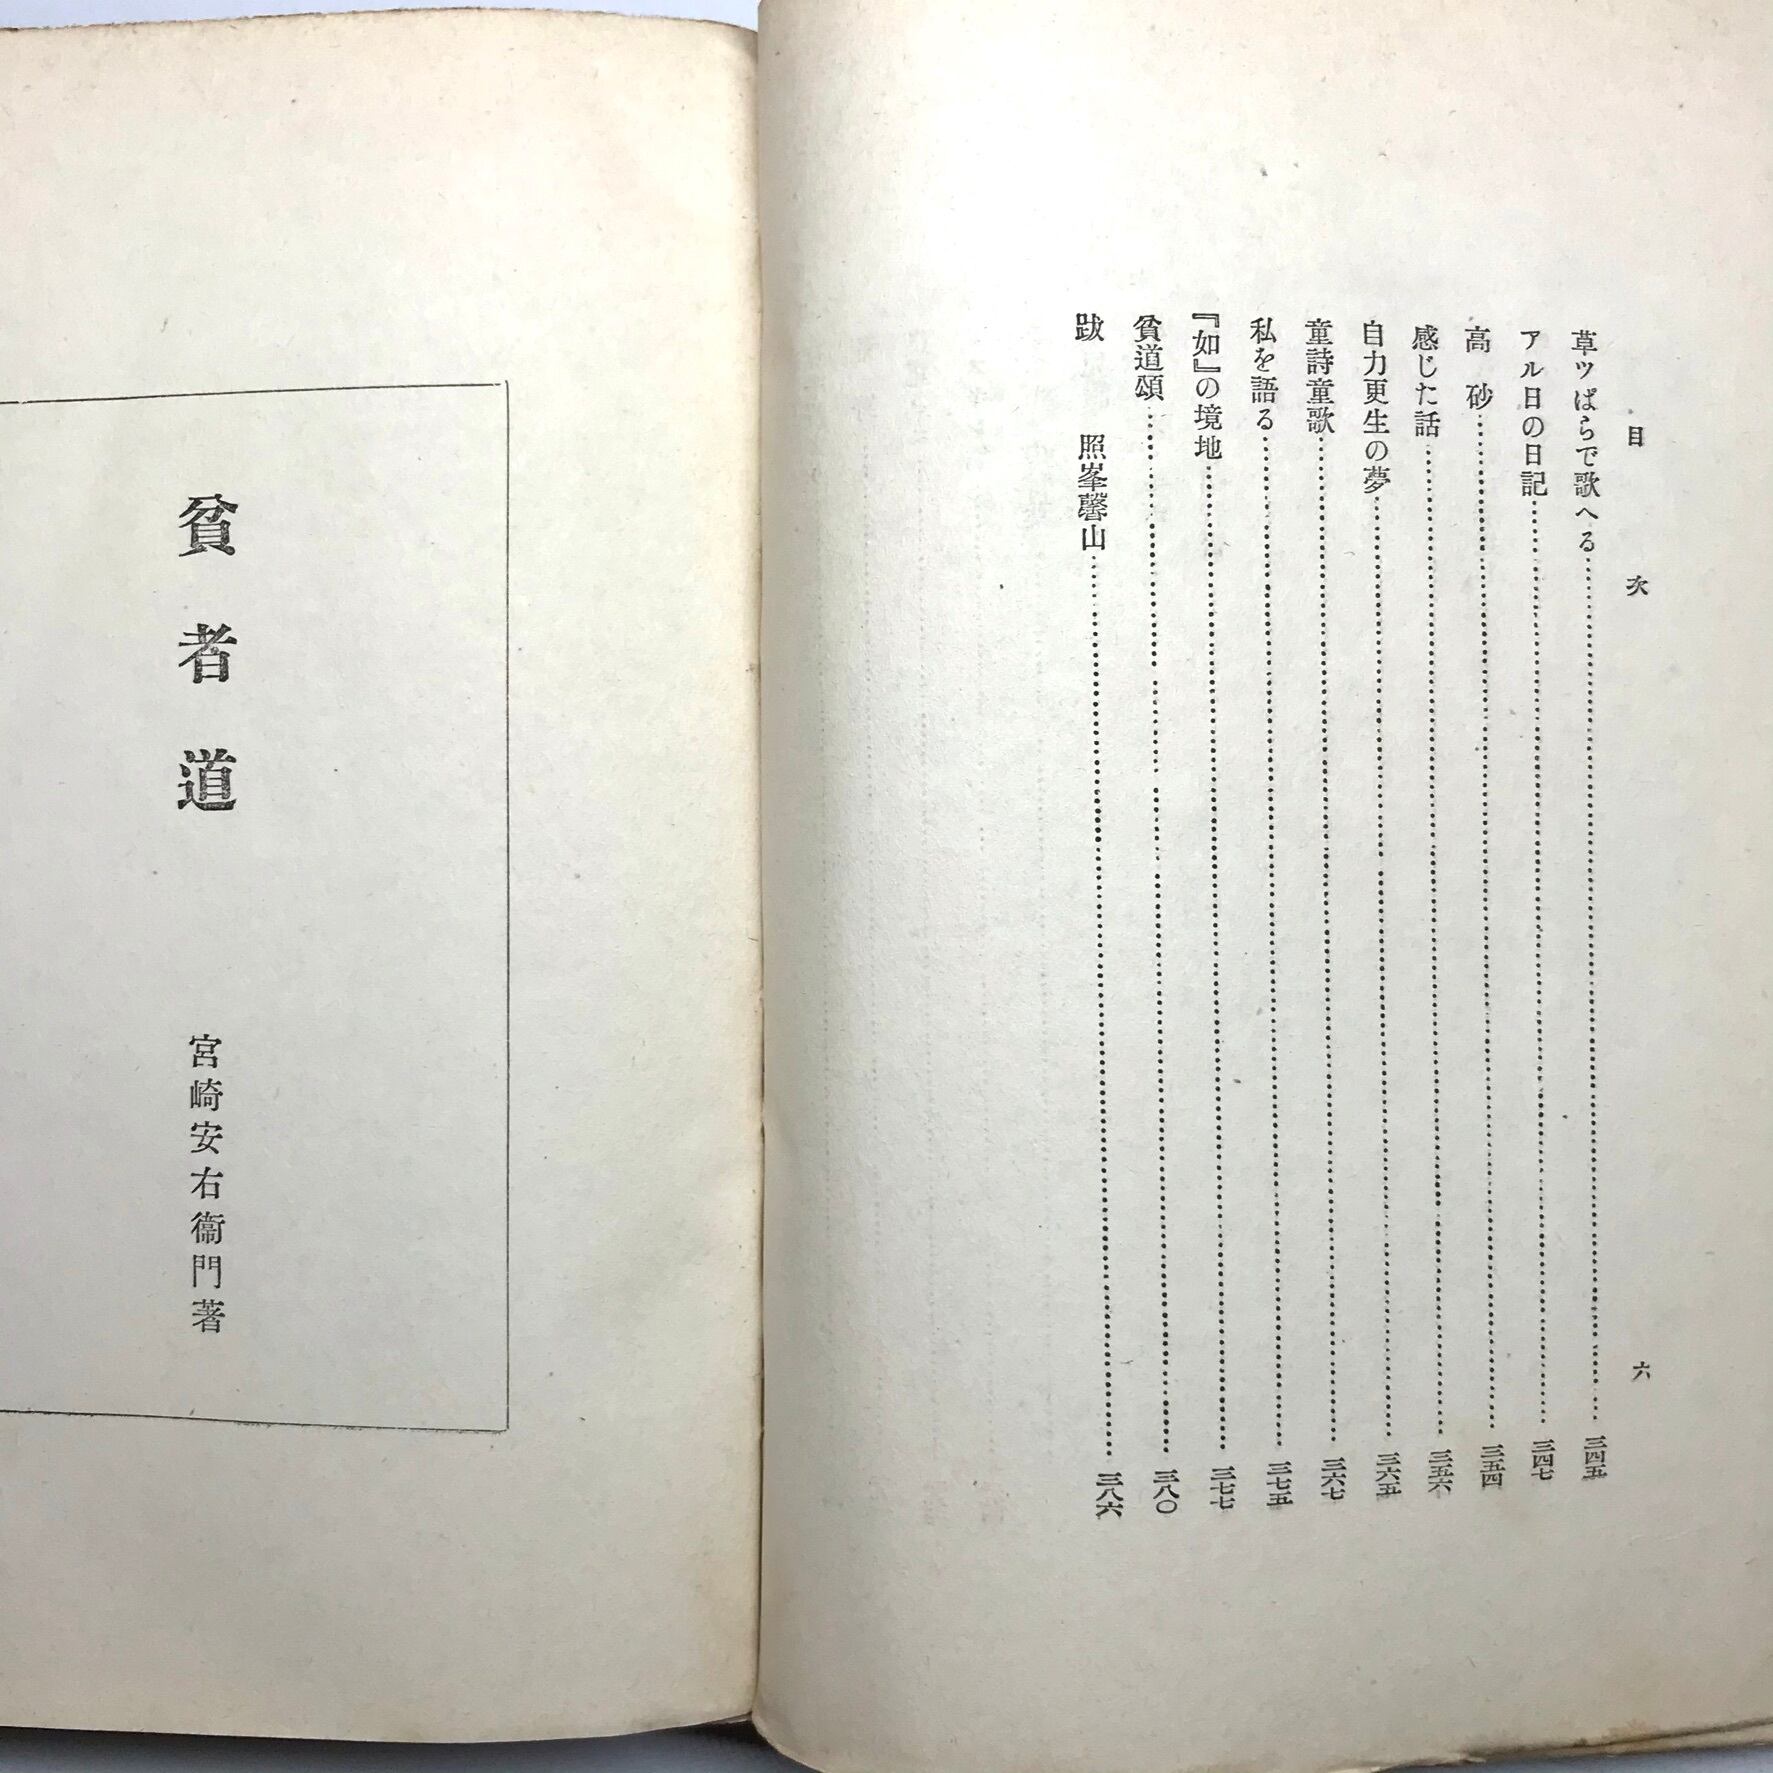 目次 六
草ツぱらで歌へる………三四五
アル日の日記………三四七
高砂………三五四
感じた話………三五六
自力更生の夢………三六五
童詩童歌………三六七
私を語る………三七五
『如』の境地………三七七
貧道頌………三八〇
跋 照峯馨山………三八六
貧者道
宮崎安右衞門著